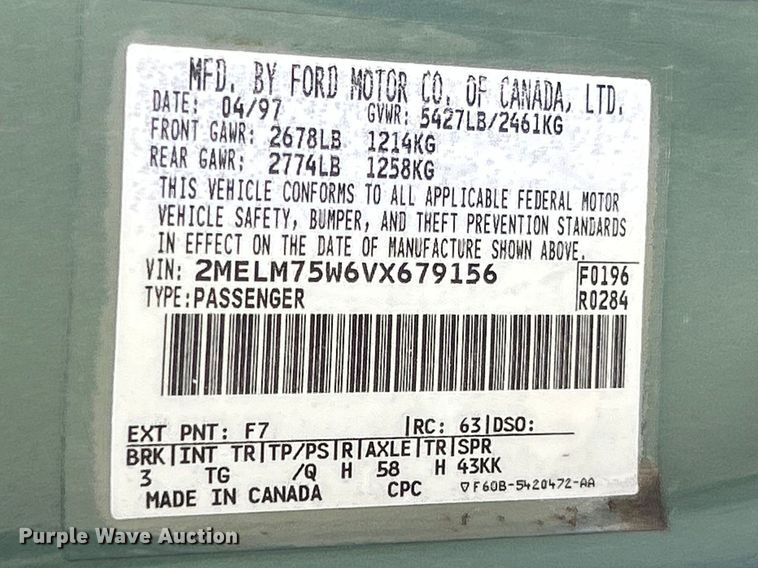 MFD. BY FORD MOTOR CO. OF CANADA, LTD.
DATE: 04/97 GVWR: 5427LB/2461KG
FRONT GAWR: 2678LB 1214KG
REAR GAWR: 2774LB 1258KG
THIS VEHICLE CONFORMS TO ALL APPLICABLE FEDERAL MOTOR
VEHICLE SAFETY, BUMPER, AND THEFT PREVENTION STANDARDS
IN EFFECT ON THE DATE OF MANUFACTURE SHOWN ABOVE.
VIN: 2MELM75W6VX679156 F0196
TYPE:PASSENGER R0284
EXT PNT: F7 |RC: 63|DSO:
BRK|INT TR|TP/PS|R|AXLE|TR|SPR
3 TG /Q H 58 H 43KK
MADE IN CANADA CPC ▽F60B-5420472-AA
Purple Wave Auction